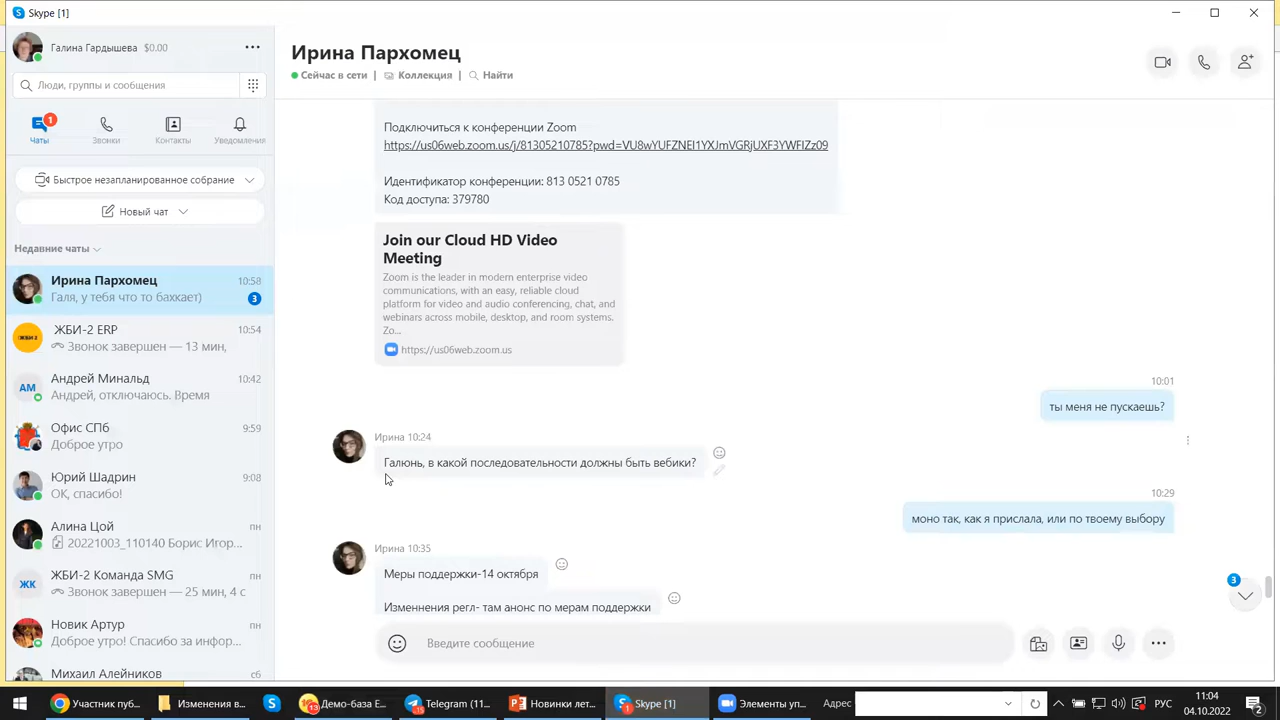 Skype [1]
Галина Гардышева $0.00
Люди, группы и сообщения
1
Чаты
Звонки
Контакты
Уведомления
Быстрое незапланированное собрание
Новый чат
Недавние чаты
Ирина Пархомец 10:58
Галя, у тебя что то бахкает) 3
ЖБИ-2
ЖБИ-2 ERP 10:54
Звонок завершен — 13 мин,
АМ
Андрей Минальд 10:42
Андрей, отключаюсь. Время
Офис СПб 9:59
Доброе утро
Юрий Шадрин 9:08
ОК, спасибо!
Алина Цой пн
20221003_110140 Борис Игор...
ЖК
ЖБИ-2 Команда SMG пн
Звонок завершен — 25 мин, 4 с
Новик Артур пн
Доброе утро! Спасибо за инфор...
Михаил Алейников сб
Ирина Пархомец
Сейчас в сети | Коллекция | Найти
Подключиться к конференции Zoom
https://us06web.zoom.us/j/81305210785?pwd=VU8wYUFZNEI1YXJmVGRjUXF3YWFIZz09
Идентификатор конференции: 813 0521 0785
Код доступа: 379780
Join our Cloud HD Video
Meeting
Zoom is the leader in modern enterprise video
communications, with an easy, reliable cloud
platform for video and audio conferencing, chat, and
webinars across mobile, desktop, and room systems.
Zo...
https://us06web.zoom.us
10:01
ты меня не пускаешь?
Ирина 10:24
Галюнь, в какой последовательности должны быть вебики?
10:29
моно так, как я прислала, или по твоему выбору
Ирина 10:35
Меры поддержки-14 октября
Изменнения регл- там анонс по мерам поддержки
3
Введите сообщение
Участник пуб...
Изменения в...
Демо-база Е...
Telegram (11...
Новинки лет...
Skype [1]
Элементы уп...
Адрес
РУС
11:04
04.10.2022
2